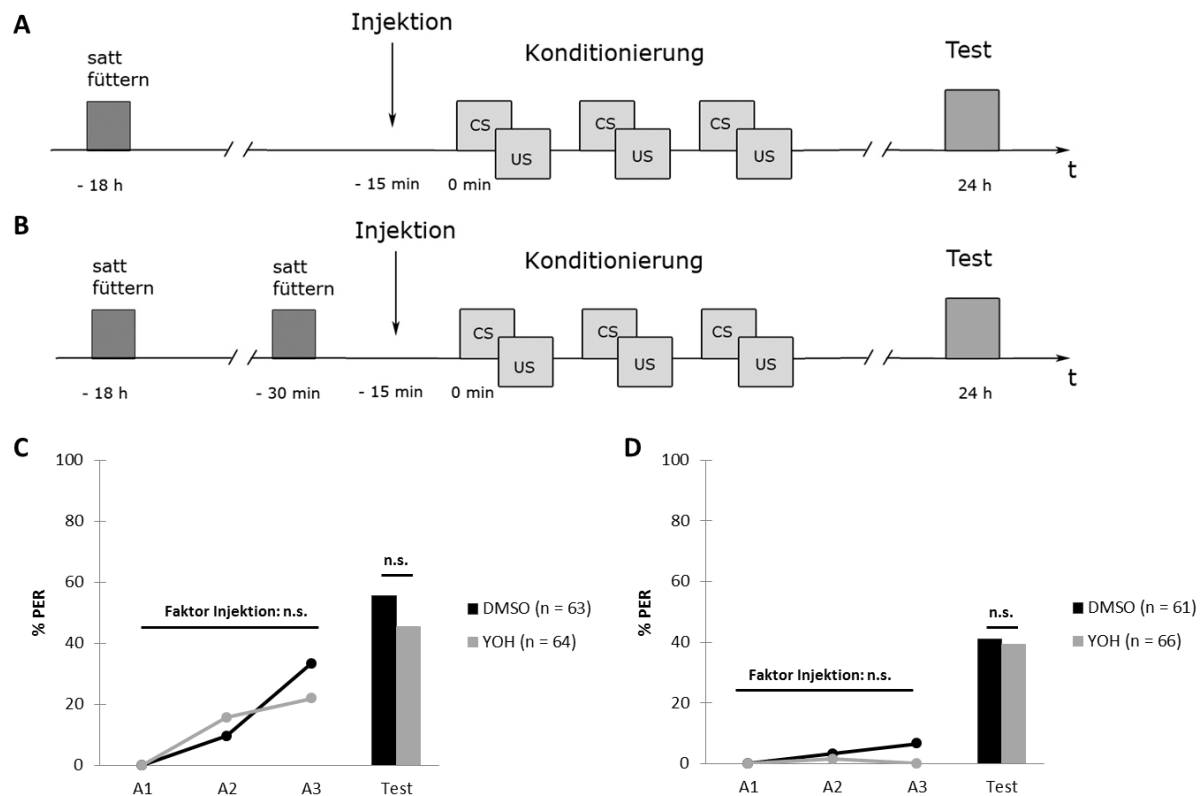 A
Injektion
Konditionierung
Test
satt
füttern
CS
US
CS
US
CS
US
t
- 18 h
- 15 min
0 min
24 h
B
Injektion
Konditionierung
Test
satt
füttern
satt
füttern
CS
US
CS
US
CS
US
t
- 18 h
- 30 min
- 15 min
0 min
24 h
C
% PER
100
80
60
40
20
0
Faktor Injektion: n.s.
n.s.
A1
A2
A3
Test
DMSO (n = 63)
YOH (n = 64)
D
% PER
100
80
60
40
20
0
Faktor Injektion: n.s.
n.s.
A1
A2
A3
Test
DMSO (n = 61)
YOH (n = 66)